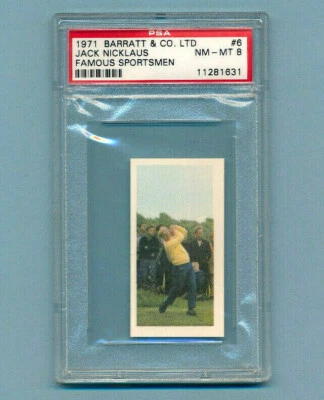 PSA
1971 BARRATT & CO. LTD #6
JACK NICKLAUS NM-MT 8
FAMOUS SPORTSMEN 11281631